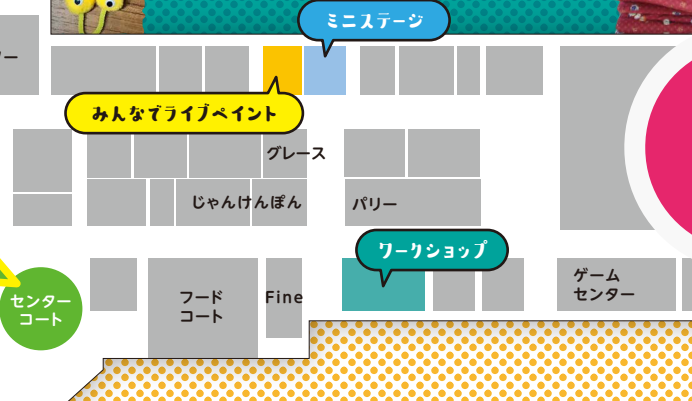 ミニステージ
ー
みんなでライブペイント
グレース
じゃんけんぽん
パリー
ワークショップ
センター
コート
フード
コート
Fine
ゲーム
センター